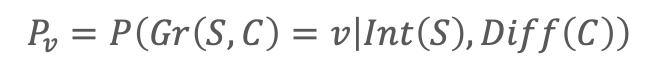 P_v = P(Gr(S, C) = v|Int(S), Diff(C))